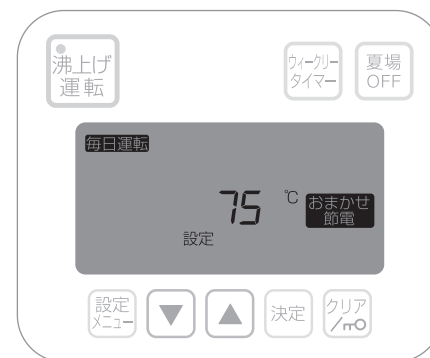 沸上げ
運転
ウィークリー
タイマー
夏場
OFF
毎日運転
75 ℃
おまかせ
節電
設定
設定
メニュー
▼
▲
決定
クリア
/